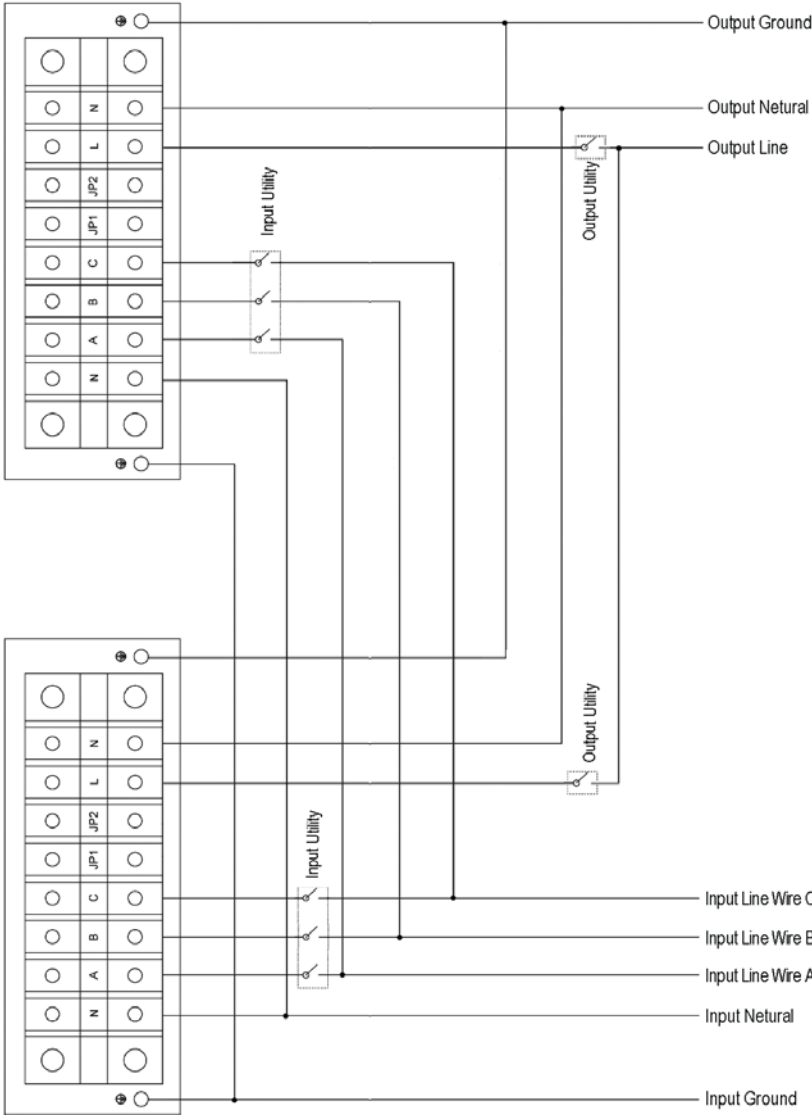 Output Ground
N
Output Netural
L
Output Line
JP2
Input Utility
Output Utility
JP1
C
B
A
N
N
Output Utility
L
JP2
Input Utility
JP1
C
Input Line Wire C
B
Input Line Wire B
A
Input Line Wire A
N
Input Netural
Input Ground